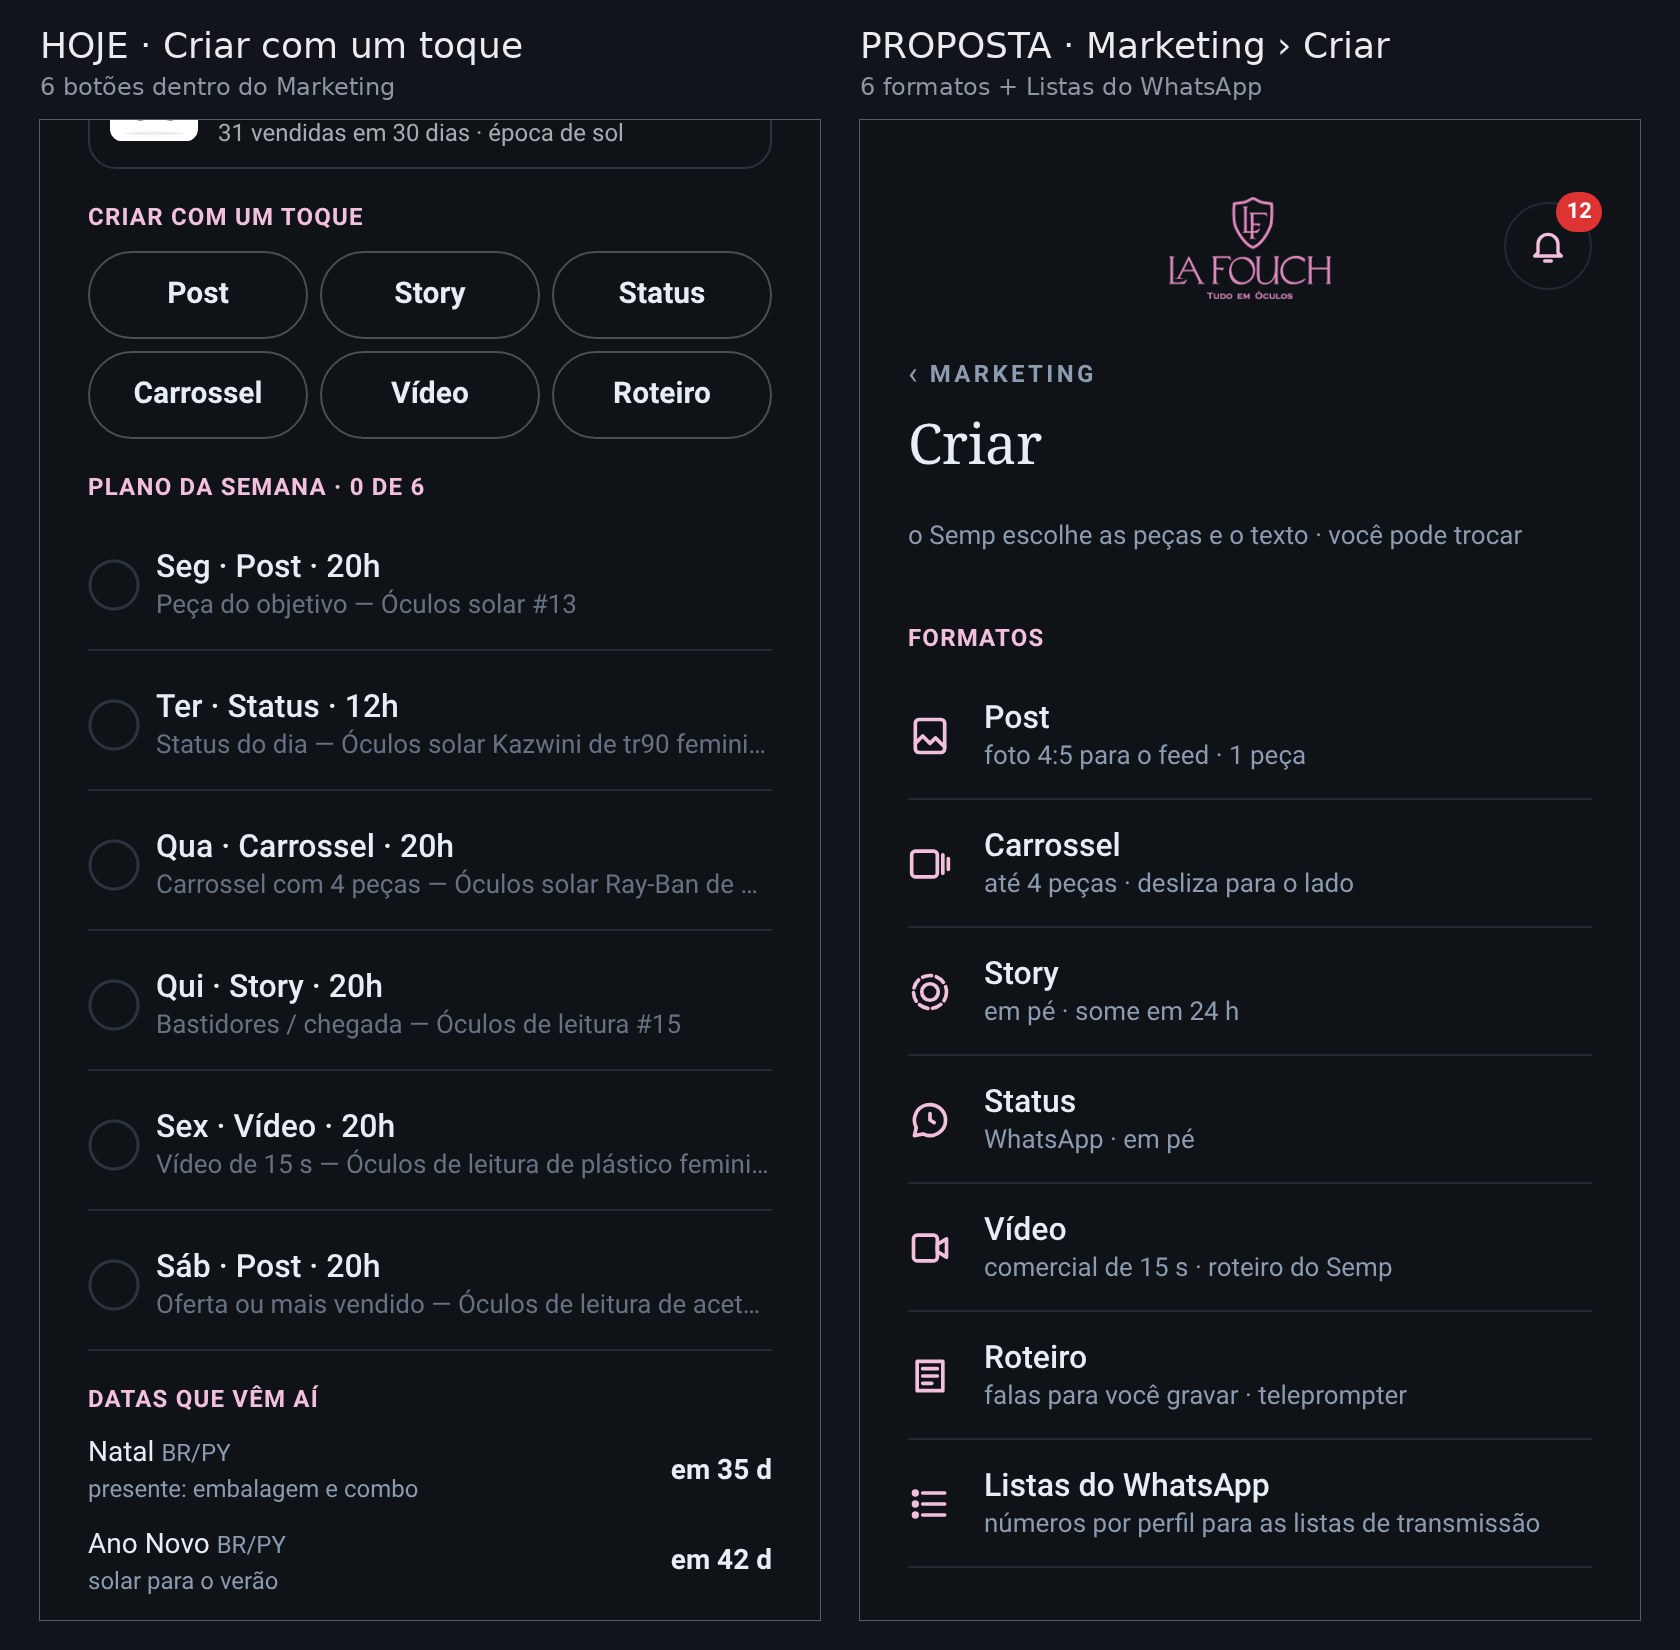 HOJE · Criar com um toque
6 botões dentro do Marketing
31 vendidas em 30 dias · época de sol
CRIAR COM UM TOQUE
Post
Story
Status
Carrossel
Vídeo
Roteiro
PLANO DA SEMANA · 0 DE 6
Seg · Post · 20h
Peça do objetivo — Óculos solar #13
Ter · Status · 12h
Status do dia — Óculos solar Kazwini de tr90 femini...
Qua · Carrossel · 20h
Carrossel com 4 peças — Óculos solar Ray-Ban de ...
Qui · Story · 20h
Bastidores / chegada — Óculos de leitura #15
Sex · Vídeo · 20h
Vídeo de 15 s — Óculos de leitura de plástico femini...
Sáb · Post · 20h
Oferta ou mais vendido — Óculos de leitura de acet...
DATAS QUE VÊM AÍ
Natal BR/PY
em 35 d
presente: embalagem e combo
Ano Novo BR/PY
em 42 d
solar para o verão
PROPOSTA · Marketing › Criar
6 formatos + Listas do WhatsApp
LF
LA FOUCH
TUDO EM ÓCULOS
12
‹ MARKETING
Criar
o Semp escolhe as peças e o texto · você pode trocar
FORMATOS
Post
foto 4:5 para o feed · 1 peça
Carrossel
até 4 peças · desliza para o lado
Story
em pé · some em 24 h
Status
WhatsApp · em pé
Vídeo
comercial de 15 s · roteiro do Semp
Roteiro
falas para você gravar · teleprompter
Listas do WhatsApp
números por perfil para as listas de transmissão